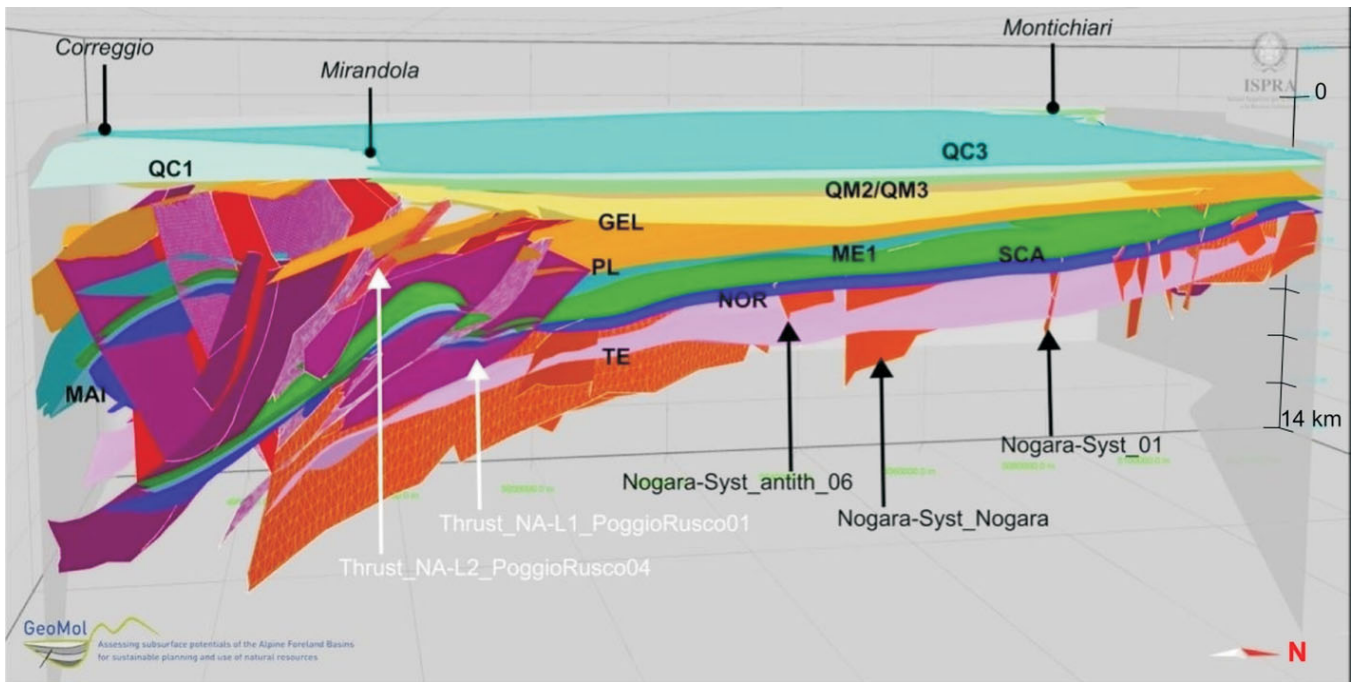 Correggio
Mirandola
Montichiari
ISPRA
0
QC1
QC3
QM2/QM3
GEL
ME1
SCA
PL
NOR
TE
MAI
14 km
Nogara-Syst_01
Nogara-Syst_antith_06
Nogara-Syst_Nogara
Thrust_NA-L1_PoggioRusco01
Thrust_NA-L2_PoggioRusco04
GeoMol
Assessing subsurface potentials of the Alpine Foreland Basins
for sustainable planning and use of natural resources
N